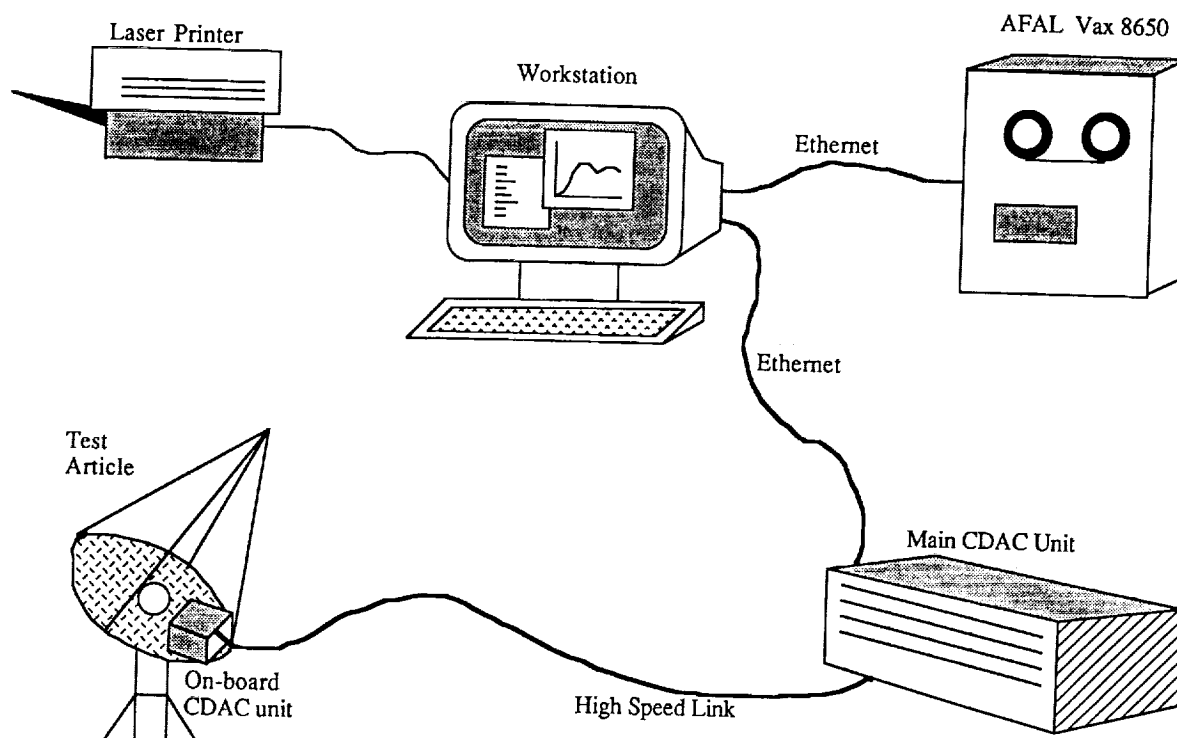 Laser Printer
AFAL Vax 8650
Workstation
Ethernet
Ethernet
Test
Article
Main CDAC Unit
On-board
CDAC unit
High Speed Link